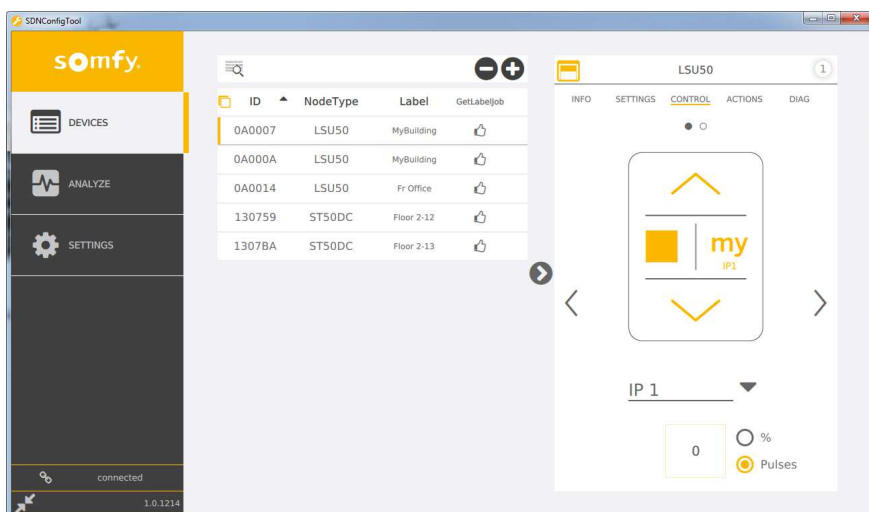 SDNConfigTool
somfy.
DEVICES
ANALYZE
SETTINGS
connected
1.0.1214
ID NodeType Label GetLabelJob
0A0007 LSU50 MyBuilding
0A000A LSU50 MyBuilding
0A0014 LSU50 Fr Office
130759 ST50DC Floor 2-12
1307BA ST50DC Floor 2-13
LSU50 1
INFO SETTINGS CONTROL ACTIONS DIAG
my
IP1
IP 1
0
%
Pulses